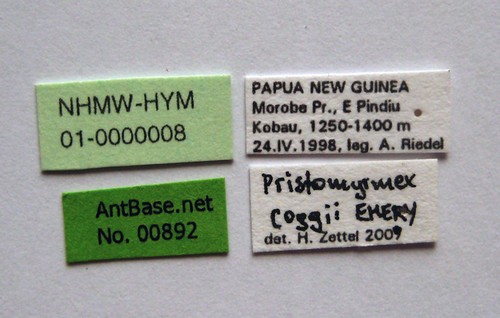 NHMW-HYM
01-0000008
PAPUA NEW GUINEA
Morobe Pr., E Pindiu
Kobau, 1250-1400 m
24.IV.1998, leg. A. Riedel
AntBase.net
No. 00892
Pristomyrmex
coggii EMERY
det. H. Zettel 2009